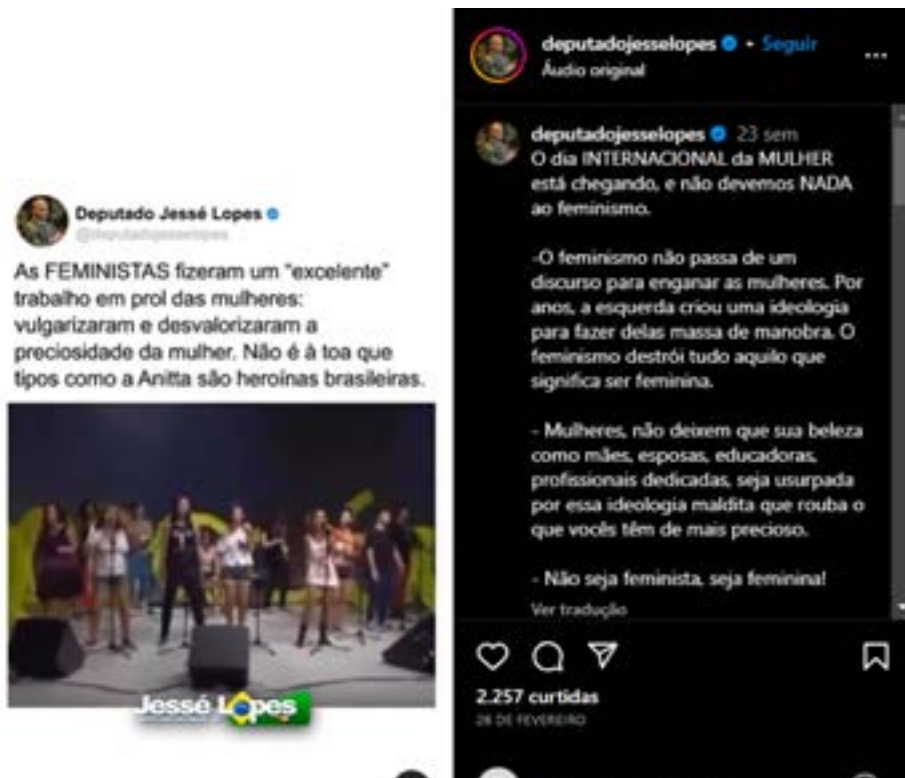 Deputado Jessé Lopes
@deputadojesselopes
As FEMINISTAS fizeram um "excelente"
trabalho em prol das mulheres:
vulgarizaram e desvalorizaram a
preciosidade da mulher. Não é à toa que
tipos como a Anitta são heroínas brasileiras.
Jessé Lopes
deputadojesselopes • Seguir
Áudio original
deputadojesselopes 23 sem
O dia INTERNACIONAL da MULHER
está chegando, e não devemos NADA
ao feminismo.
-O feminismo não passa de um
discurso para enganar as mulheres. Por
anos, a esquerda criou uma ideologia
para fazer delas massa de manobra. O
feminismo destrói tudo aquilo que
significa ser feminina.
- Mulheres, não deixem que sua beleza
como mães, esposas, educadoras,
profissionais dedicadas, seja usurpada
por essa ideologia maldita que rouba o
que vocês têm de mais precioso.
- Não seja feminista, seja feminina!
Ver tradução
2.257 curtidas
26 DE FEVEREIRO